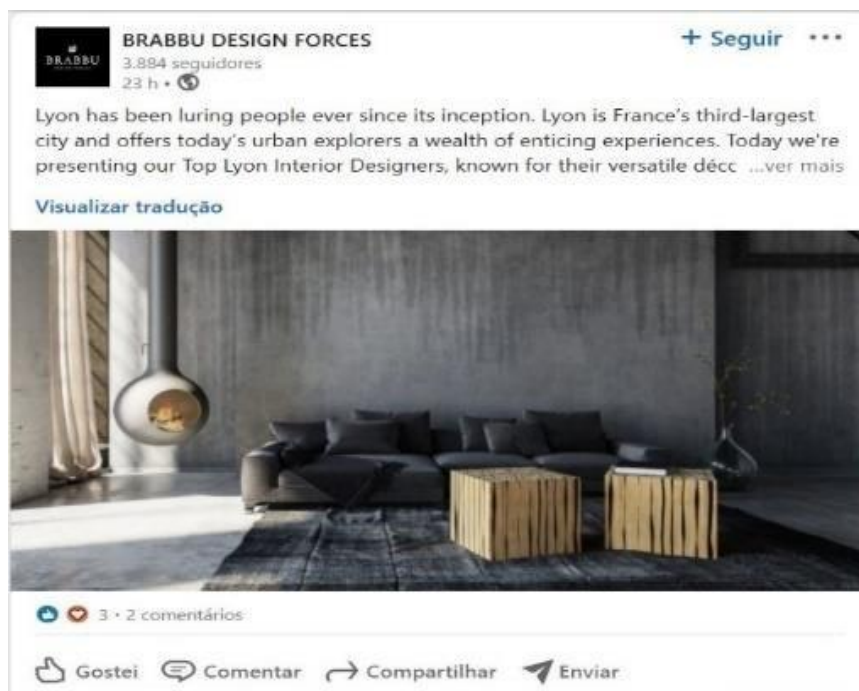 BRABBU DESIGN FORCES
+ Seguir ...
BRABBU
3.884 seguidores
23 h •
Lyon has been luring people ever since its inception. Lyon is France's third-largest
city and offers today's urban explorers a wealth of enticing experiences. Today we're
presenting our Top Lyon Interior Designers, known for their versatile décc ...ver mais
Visualizar tradução
3 • 2 comentários
Gostei Comentar Compartilhar Enviar